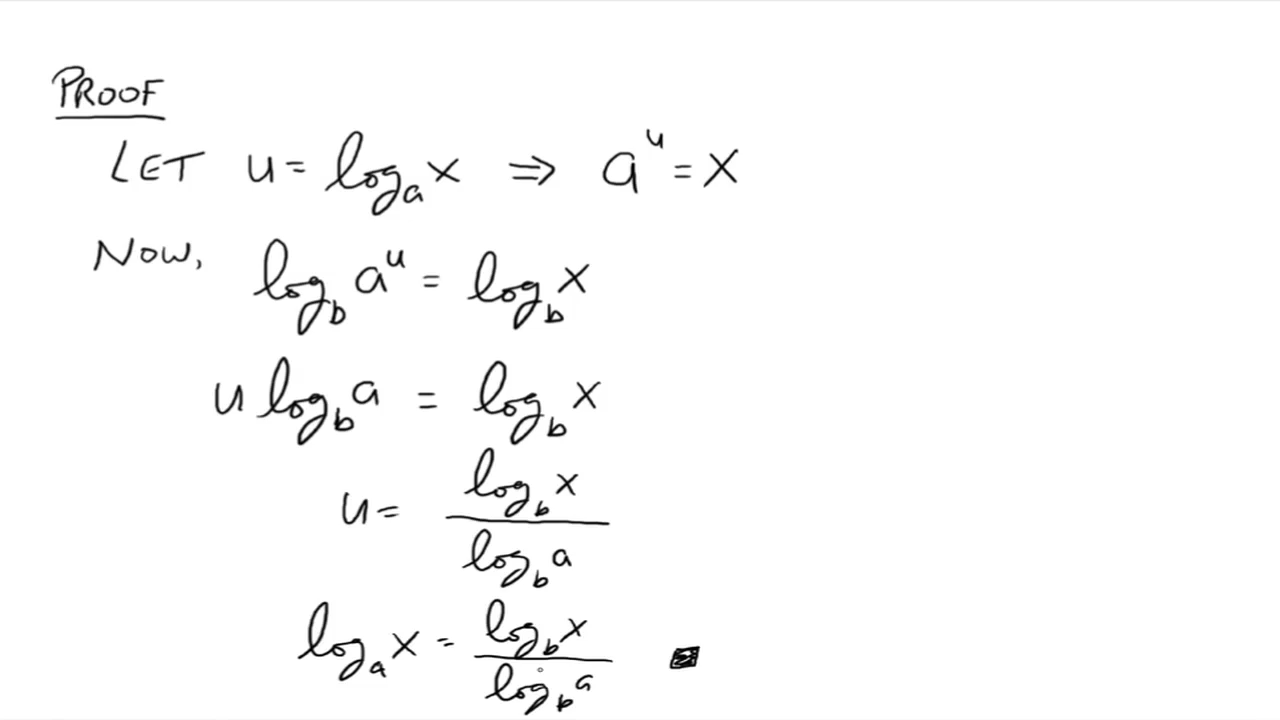 PROOF
LET u = log_a x ⇒ a^u = x
NOW, log_b a^u = log_b x
u log_b a = log_b x
u = (log_b x)/(log_b a)
log_a x = (log_b x)/(log_b a) ■